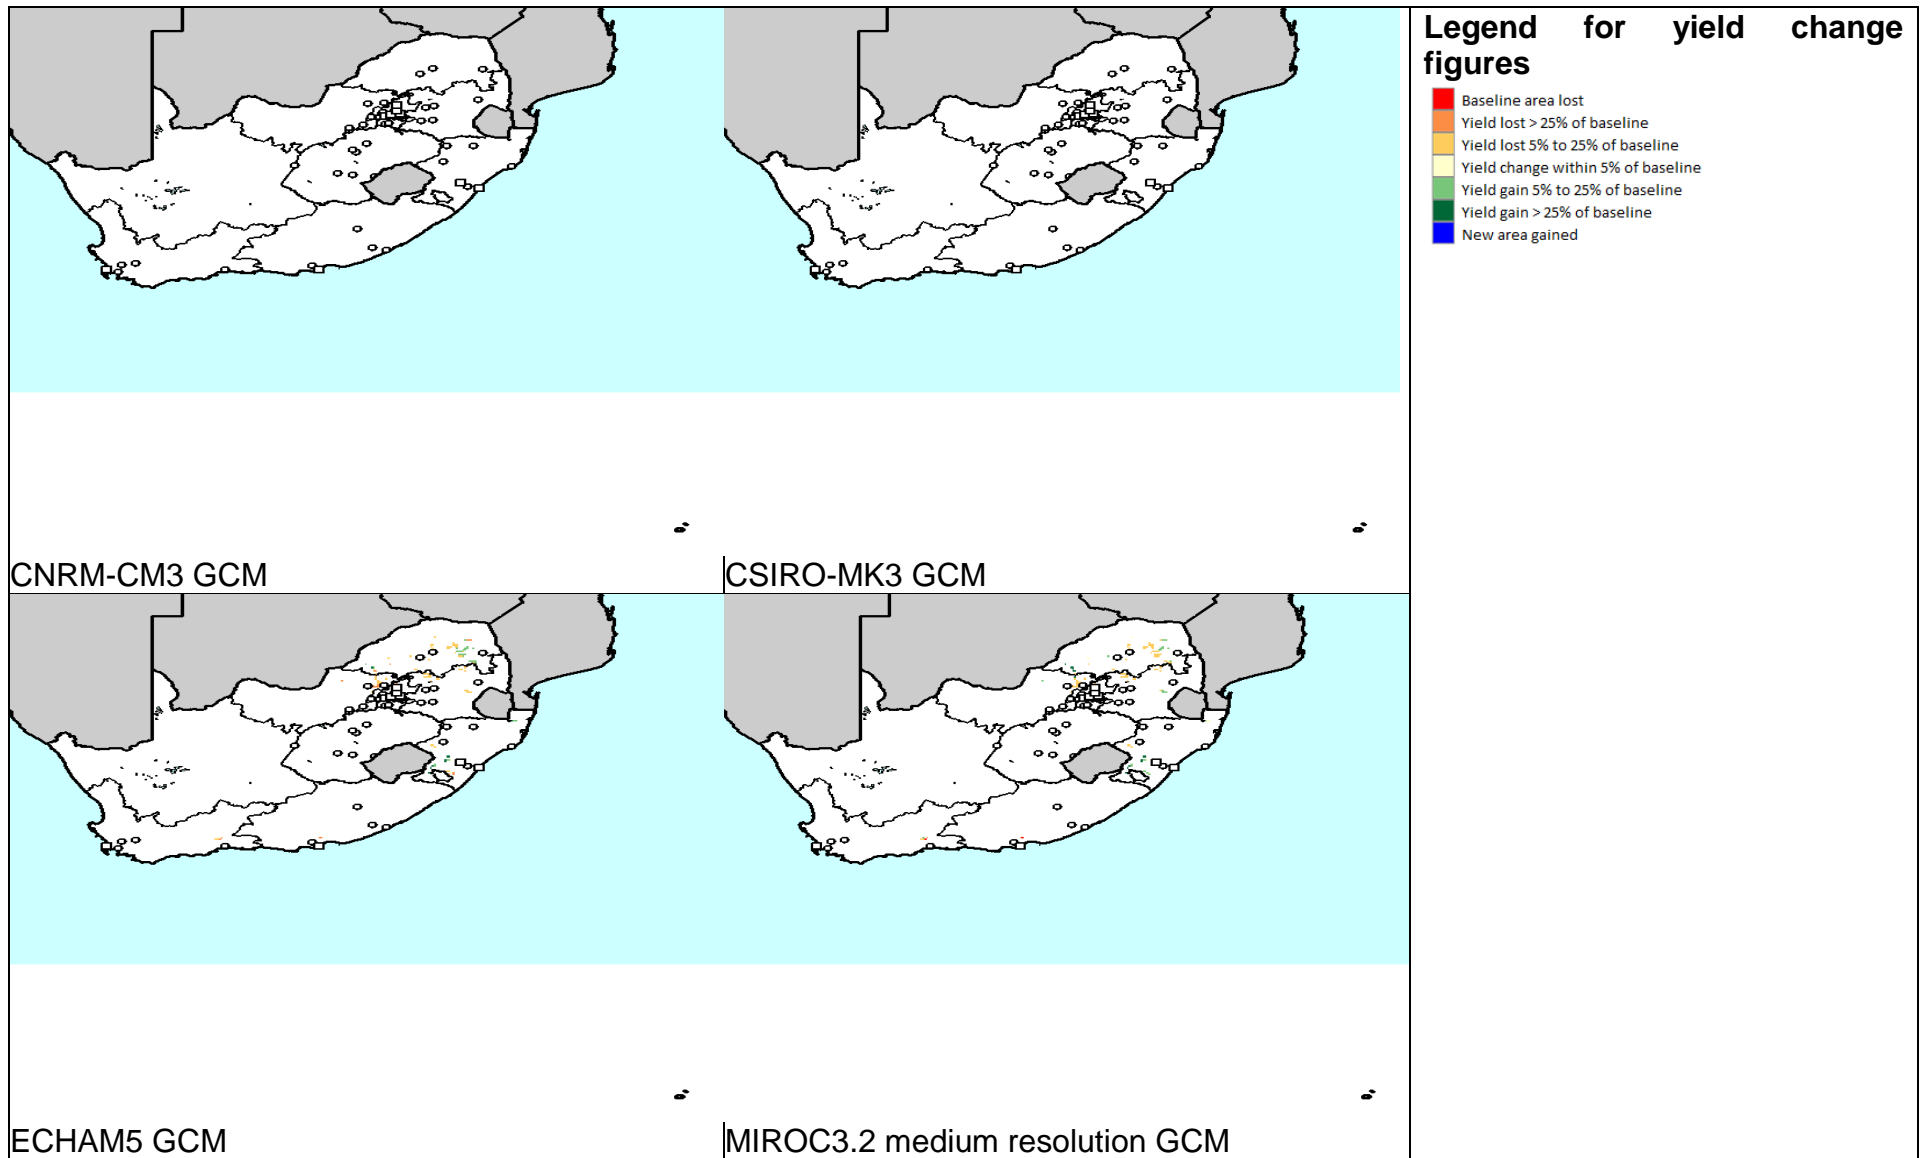 Legend for yield change
figures
Baseline area lost
Yield lost > 25% of baseline
Yield lost 5% to 25% of baseline
Yield change within 5% of baseline
Yield gain 5% to 25% of baseline
Yield gain > 25% of baseline
New area gained
CNRM-CM3 GCM
CSIRO-MK3 GCM
ECHAM5 GCM
MIROC3.2 medium resolution GCM